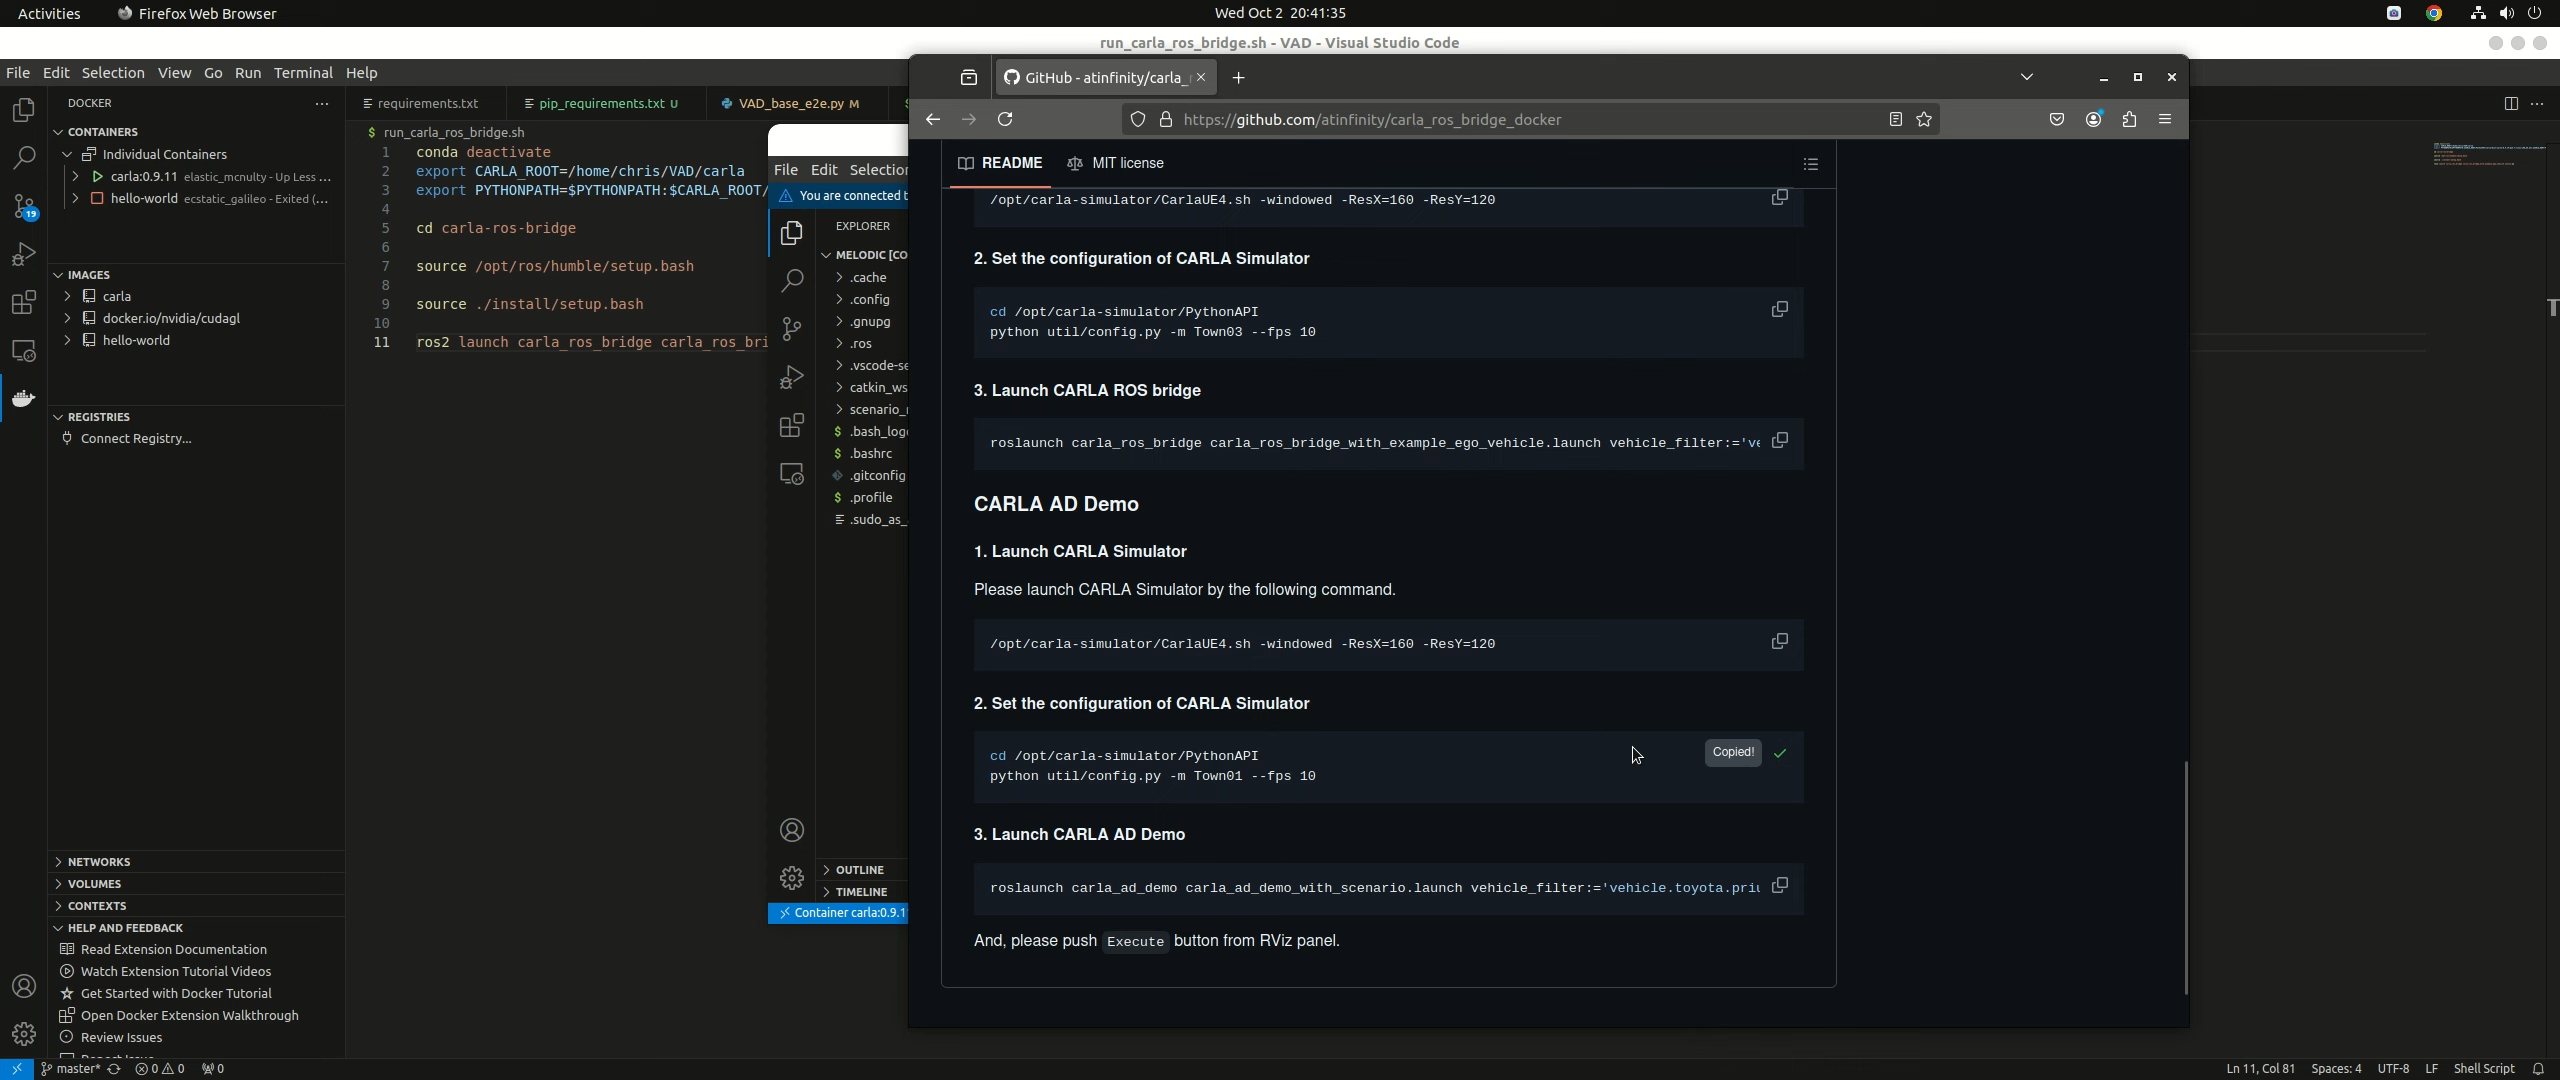 Activities
Firefox Web Browser
Wed Oct 2 20:41:35
run_carla_ros_bridge.sh - VAD - Visual Studio Code
File Edit Selection View Go Run Terminal Help
DOCKER
CONTAINERS
Individual Containers
carla:0.9.11 elastic_mcnulty - Up Less ...
hello-world ecstatic_galileo - Exited (...
19
IMAGES
carla
docker.io/nvidia/cudagl
hello-world
REGISTRIES
Connect Registry...
NETWORKS
VOLUMES
CONTEXTS
HELP AND FEEDBACK
Read Extension Documentation
Watch Extension Tutorial Videos
Get Started with Docker Tutorial
Open Docker Extension Walkthrough
Review Issues
requirements.txt
pip_requirements.txt U
VAD_base_e2e.py M
$ run_carla_ros_bridge.sh
1 conda deactivate
2 export CARLA_ROOT=/home/chris/VAD/carla
3 export PYTHONPATH=$PYTHONPATH:$CARLA_ROOT/
4
5 cd carla-ros-bridge
6
7 source /opt/ros/humble/setup.bash
8
9 source ./install/setup.bash
10
11 ros2 launch carla_ros_bridge carla_ros_bri
File Edit Selection
You are connected t
EXPLORER
MELODIC [CO
.cache
.config
.gnupg
.ros
.vscode-se
catkin_ws
scenario_
.bash_log
.bashrc
.gitconfig
.profile
.sudo_as_
OUTLINE
TIMELINE
Container carla:0.9.1
GitHub - atinfinity/carla_
https://github.com/atinfinity/carla_ros_bridge_docker
README
MIT license
/opt/carla-simulator/CarlaUE4.sh -windowed -ResX=160 -ResY=120
2. Set the configuration of CARLA Simulator
cd /opt/carla-simulator/PythonAPI
python util/config.py -m Town03 --fps 10
3. Launch CARLA ROS bridge
roslaunch carla_ros_bridge carla_ros_bridge_with_example_ego_vehicle.launch vehicle_filter:='ve
CARLA AD Demo
1. Launch CARLA Simulator
Please launch CARLA Simulator by the following command.
/opt/carla-simulator/CarlaUE4.sh -windowed -ResX=160 -ResY=120
2. Set the configuration of CARLA Simulator
cd /opt/carla-simulator/PythonAPI
python util/config.py -m Town01 --fps 10
Copied!
3. Launch CARLA AD Demo
roslaunch carla_ad_demo carla_ad_demo_with_scenario.launch vehicle_filter:='vehicle.toyota.priu
And, please push Execute button from RViz panel.
master* 0 0 0
Ln 11, Col 81 Spaces: 4 UTF-8 LF Shell Script